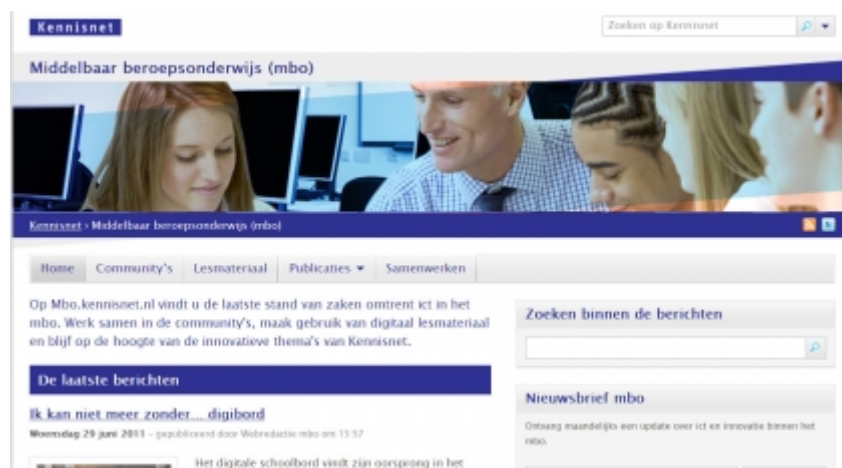 Kennisnet
Zoeken op Kennisnet
Middelbaar beroepsonderwijs (mbo)
Kennisnet › Middelbaar beroepsonderwijs (mbo)
Home Community's Lesmateriaal Publicaties Samenwerken
Op Mbo.kennisnet.nl vindt u de laatste stand van zaken omtrent ict in het
mbo. Werk samen in de community's, maak gebruik van digitaal lesmateriaal
en blijf op de hoogte van de innovatieve thema's van Kennisnet.
De laatste berichten
Ik kan niet meer zonder... digibord
Woensdag 29 juni 2011 – gepubliceerd door Webredactie mbo om 15:57
Het digitale schoolbord vindt zijn oorsprong in het
Zoeken binnen de berichten
Nieuwsbrief mbo
Ontvang maandelijks een update over ict en innovatie binnen het
mbo.